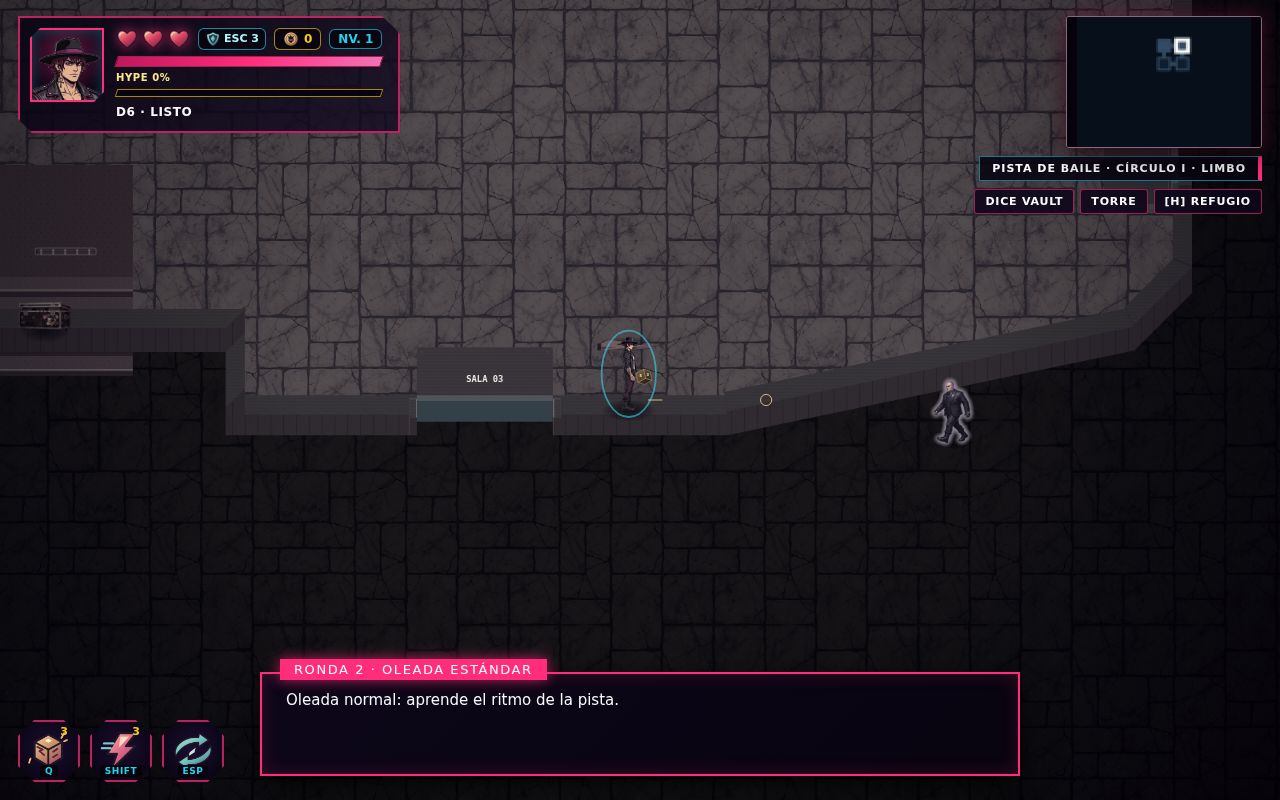 ESC 3
0
NV. 1
HYPE 0%
D6 · LISTO
PISTA DE BAILE · CÍRCULO I · LIMBO
DICE VAULT
TORRE
[H] REFUGIO
SALA 03
RONDA 2 · OLEADA ESTÁNDAR
Oleada normal: aprende el ritmo de la pista.
3
Q
3
SHIFT
ESP